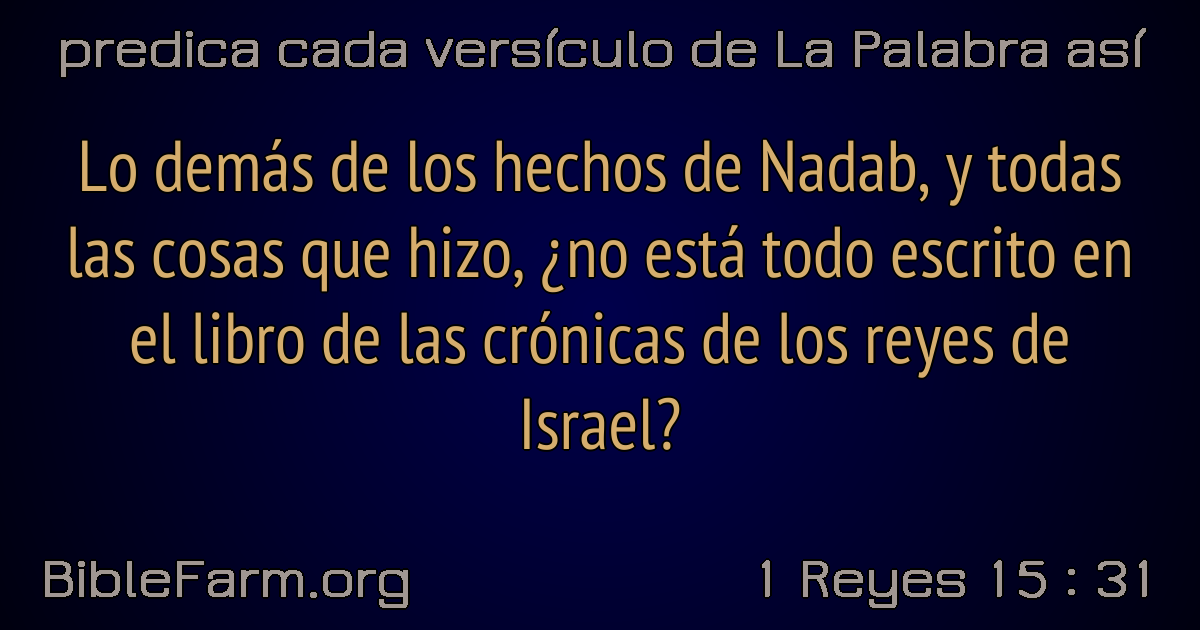 predica cada versículo de La Palabra así
Lo demás de los hechos de Nadab, y todas
las cosas que hizo, ¿no está todo escrito en
el libro de las crónicas de los reyes de
Israel?
BibleFarm.org
1 Reyes 15 : 31